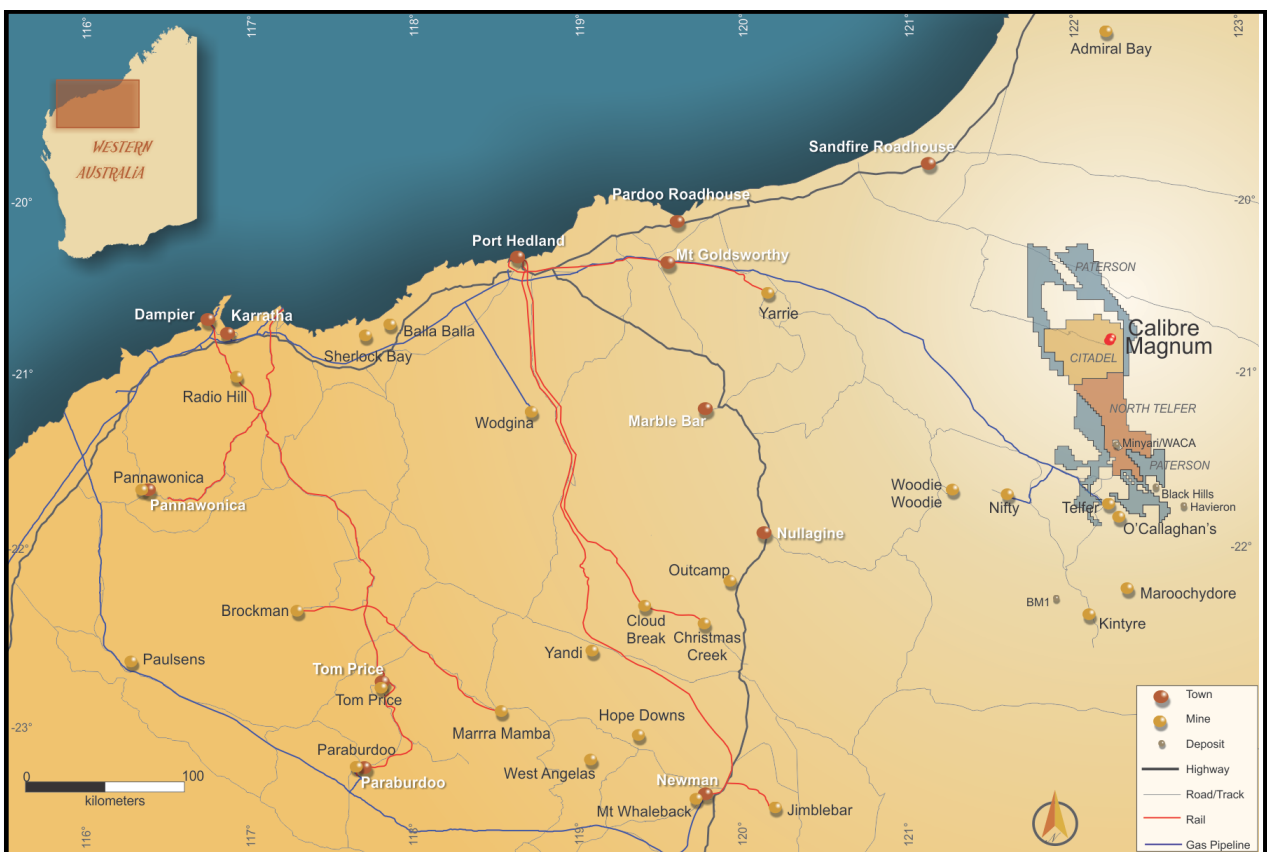 116°
117°
118°
119°
120°
121°
122°
123°
Admiral Bay
WESTERN
AUSTRALIA
Sandfire Roadhouse
-20°
-20°
Pardoo Roadhouse
Port Hedland
Mt Goldsworthy
PATERSON
Dampier
Karratha
Yarrie
Balla Balla
Sherlock Bay
Calibre
Magnum
CITADEL
-21°
-21°
Radio Hill
Wodgina
Marble Bar
NORTH TELFER
Minyari/WACA
PATERSON
Pannawonica
Pannawonica
Woodie
Woodie
Nifty
Telfer
Black Hills
Havieron
O'Callaghan's
Nullagine
-22°
-22°
Outcamp
Brockman
Cloud
Break
Christmas
Creek
BM1
Maroochydore
Kintyre
Yandi
Paulsens
Tom Price
Tom Price
Marrra Mamba
Hope Downs
-23°
Paraburdoo
Paraburdoo
West Angelas
Newman
Mt Whaleback
Jimblebar
0
100
kilometers
Town
Mine
Deposit
Highway
Road/Track
Rail
Gas Pipeline
N
116°
117°
118°
119°
120°
121°